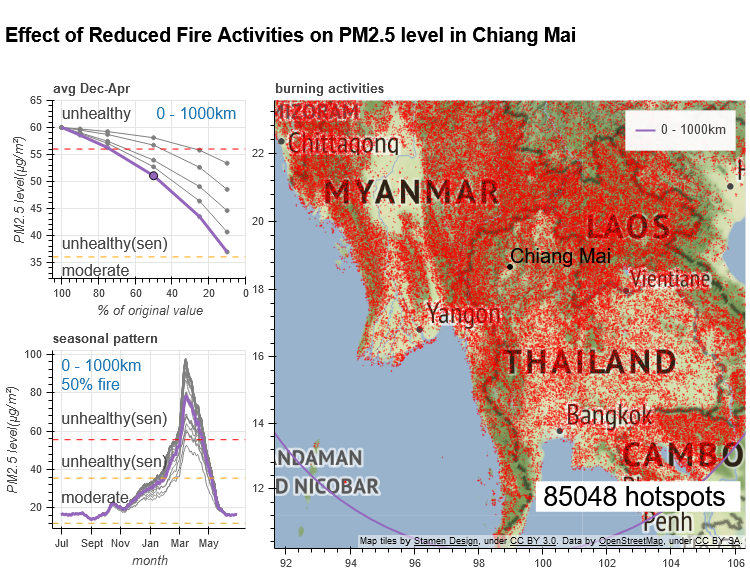 Effect of Reduced Fire Activities on PM2.5 level in Chiang Mai
avg Dec-Apr
65
60
55
50
45
40
35
PM2.5 level(µg/m²)
unhealthy
0 - 1000km
unhealthy(sen)
moderate
100
80
60
40
20
0
% of original value
seasonal pattern
100
80
60
40
20
PM2.5 level(µg/m²)
0 - 1000km
50% fire
unhealthy(sen)
unhealthy(sen)
moderate
Jul
Sept
Nov
Jan
Mar
May
month
burning activities
22
20
18
16
14
12
MIZORAM
0 - 1000km
Chittagong
H
MYANMAR
LAOS
Chiang Mai
Vientiane
Yangon
THAILAND
Bangkok
NDAMAN
D NICOBAR
CAMBO
85048 hotspots
Penh
Map tiles by Stamen Design, under CC BY 3.0. Data by OpenStreetMap, under CC BY SA.
92
94
96
98
100
102
104
106